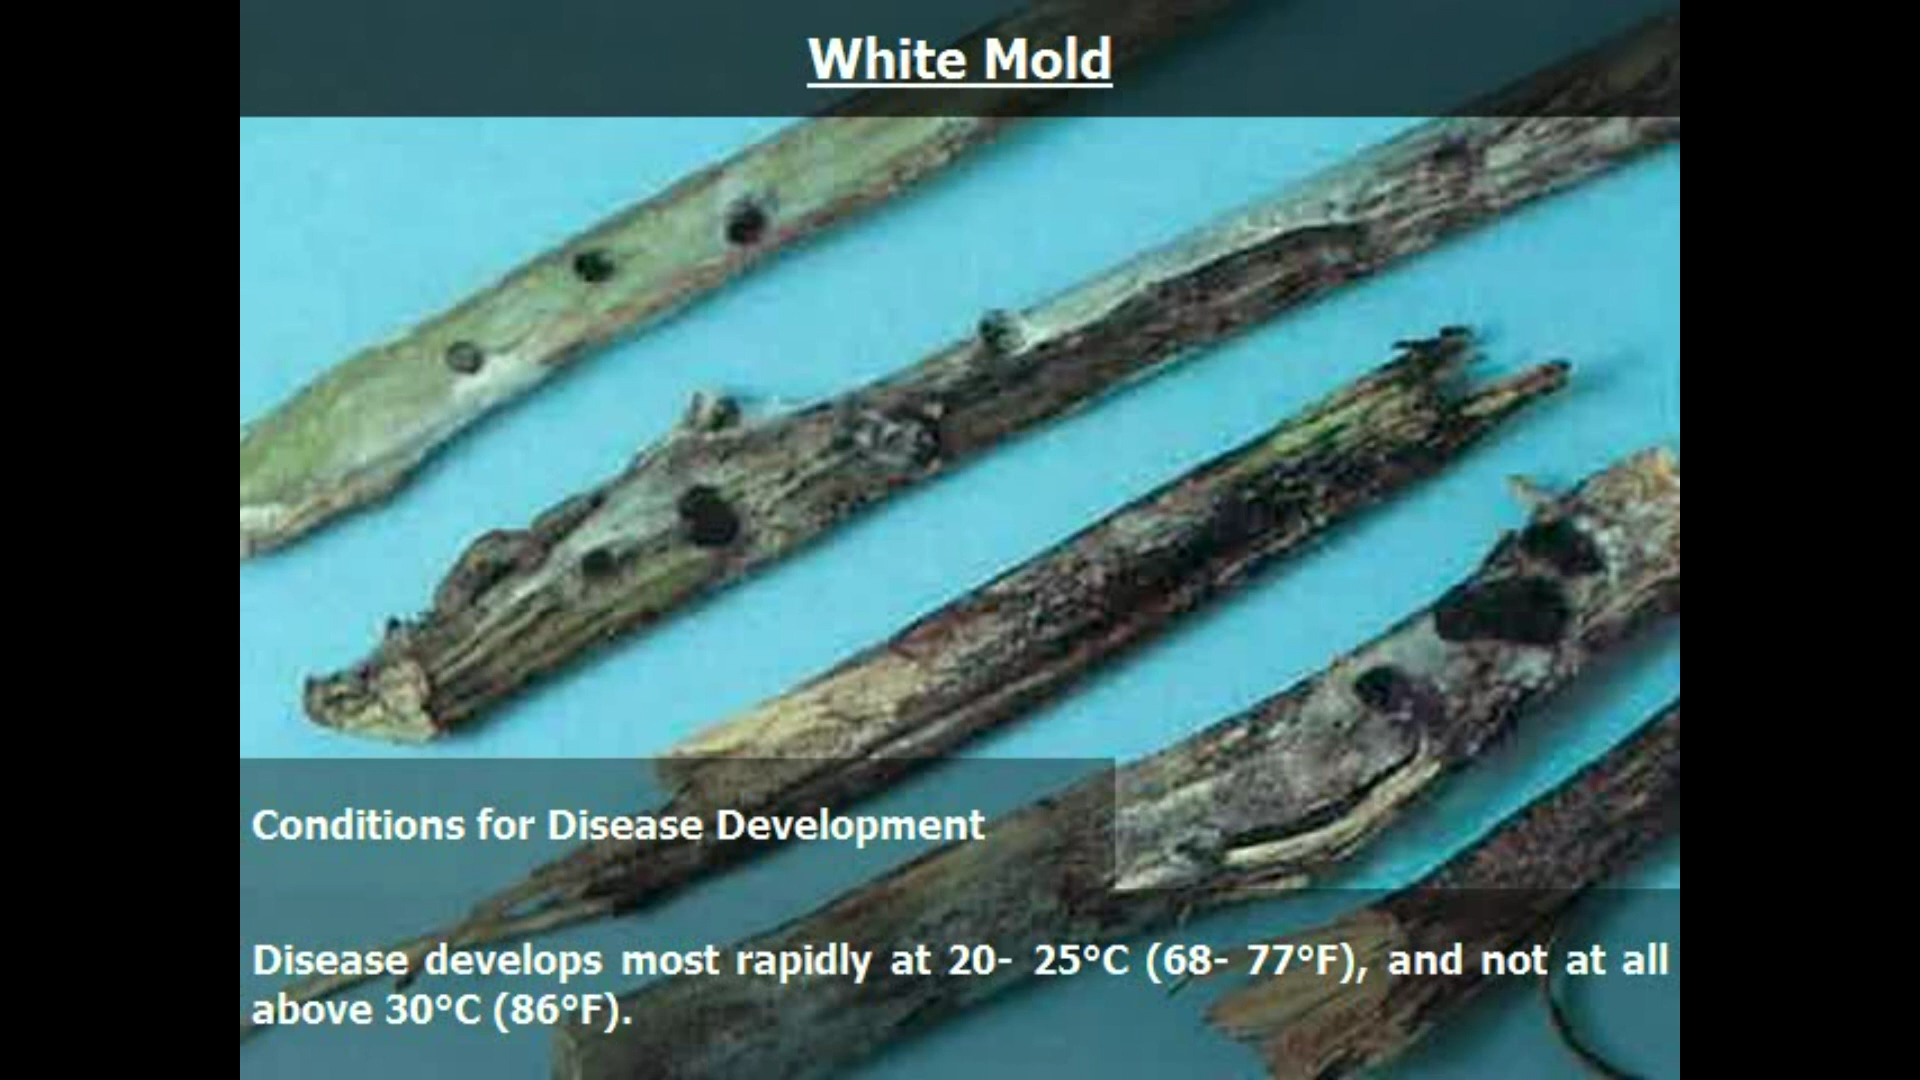 White Mold
Conditions for Disease Development
Disease develops most rapidly at 20- 25°C (68- 77°F), and not at all
above 30°C (86°F).